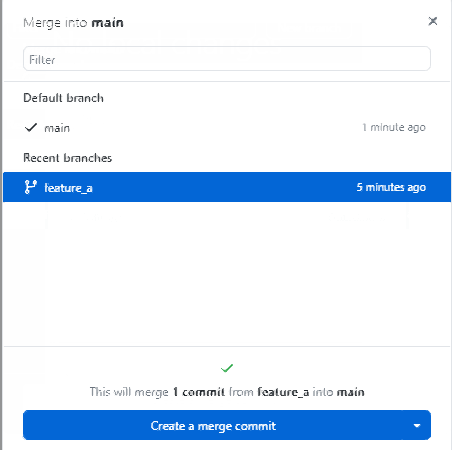 Merge into main
Filter
Default branch
main 1 minute ago
Recent branches
feature_a 5 minutes ago
This will merge 1 commit from feature_a into main
Create a merge commit